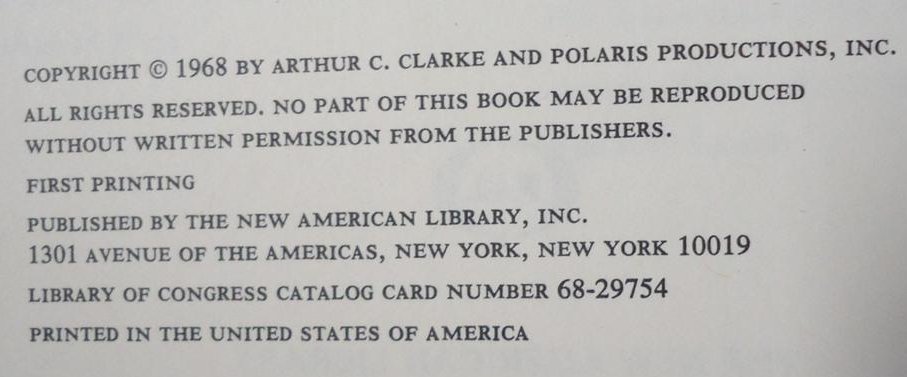 COPYRIGHT © 1968 BY ARTHUR C. CLARKE AND POLARIS PRODUCTIONS, INC.
ALL RIGHTS RESERVED. NO PART OF THIS BOOK MAY BE REPRODUCED
WITHOUT WRITTEN PERMISSION FROM THE PUBLISHERS.
FIRST PRINTING
PUBLISHED BY THE NEW AMERICAN LIBRARY, INC.
1301 AVENUE OF THE AMERICAS, NEW YORK, NEW YORK 10019
LIBRARY OF CONGRESS CATALOG CARD NUMBER 68-29754
PRINTED IN THE UNITED STATES OF AMERICA